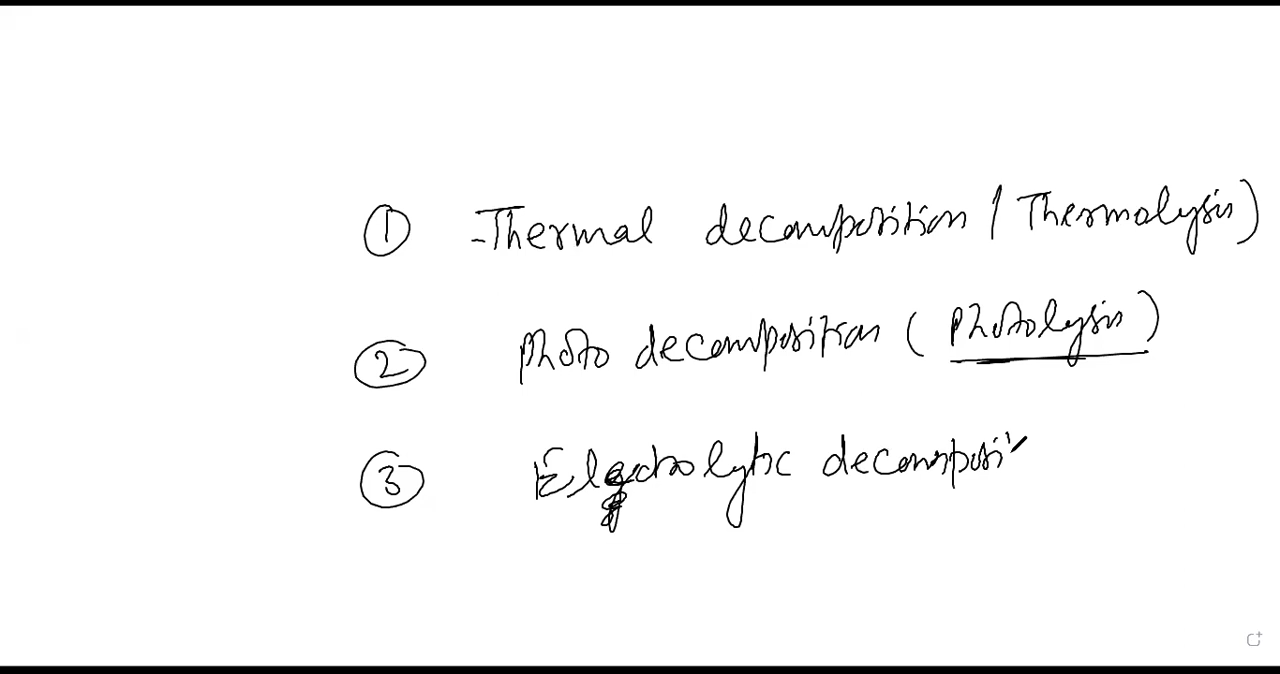 ① Thermal decomposition / Thermolysis)
② Photo decomposition ( Photolysis )
③ Electrolytic decomposi